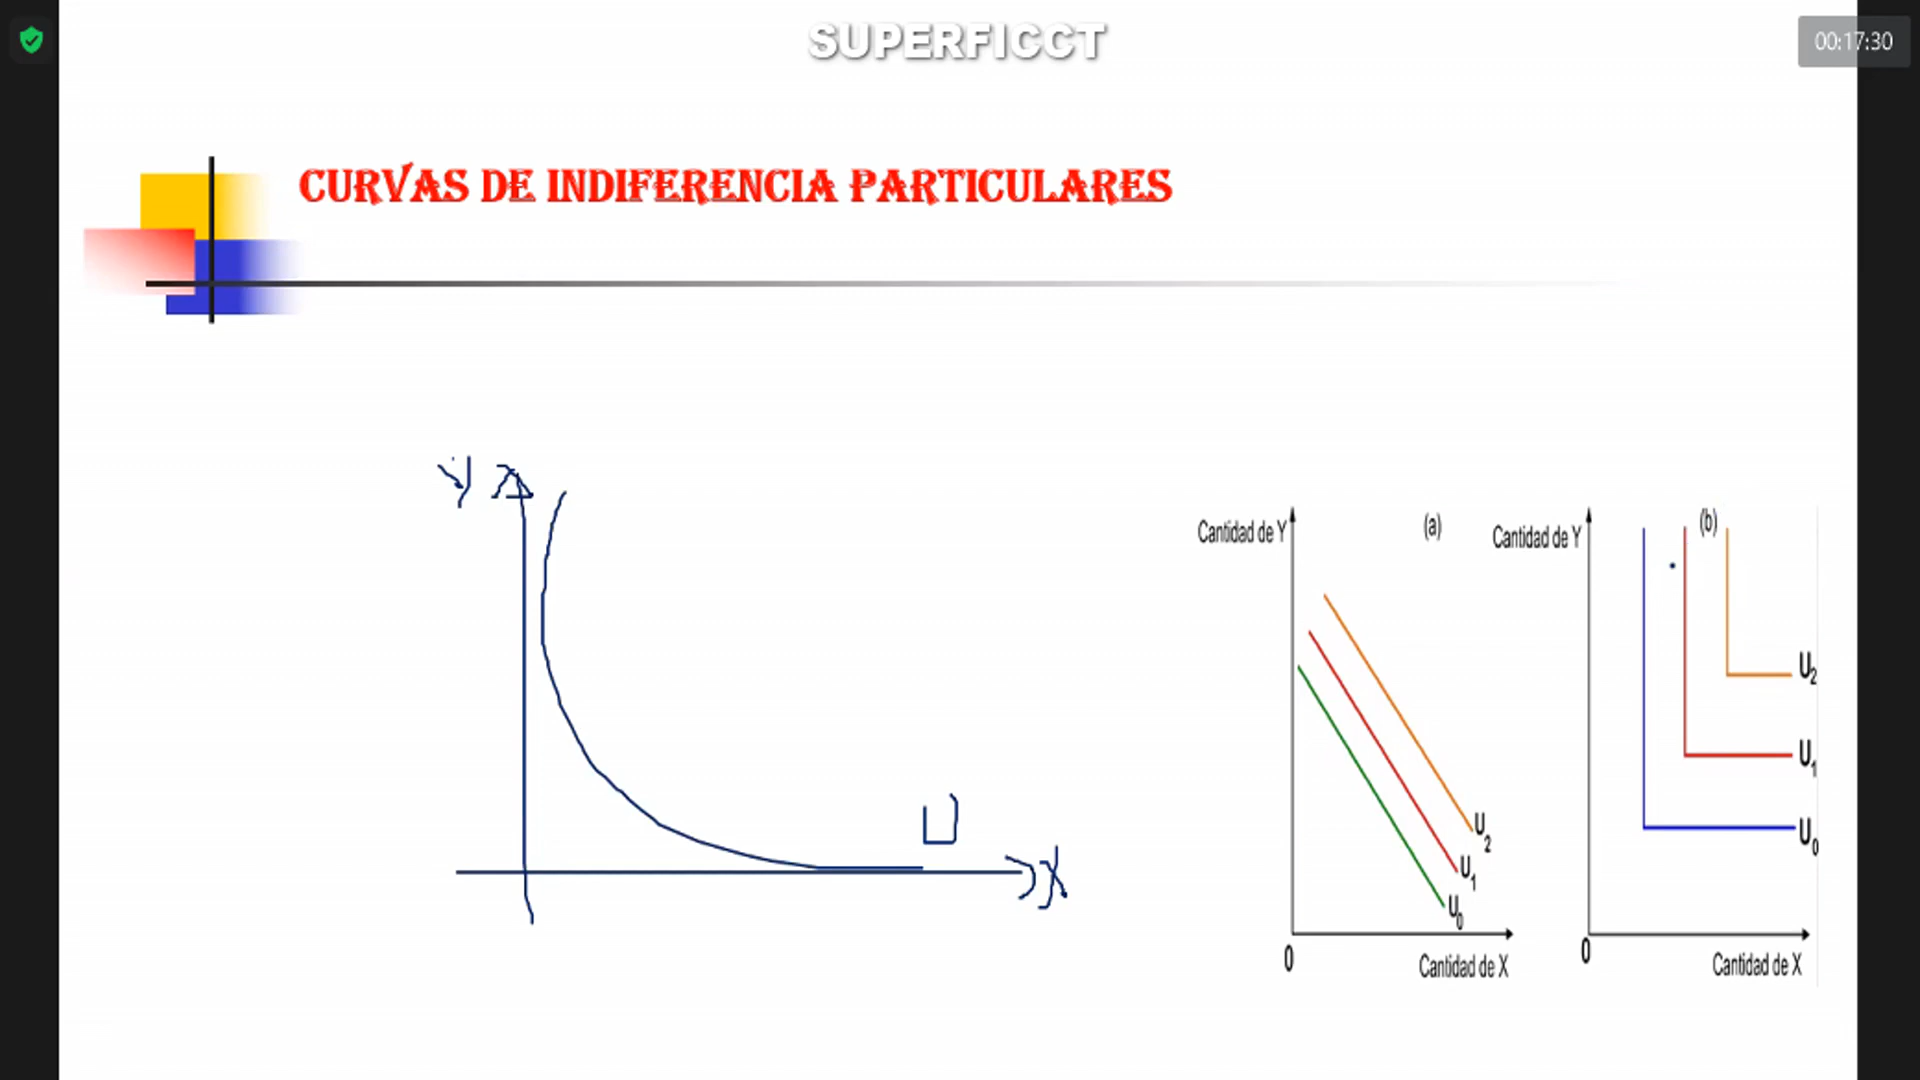 SUPERFICCT
00:17:30
CURVAS DE INDIFERENCIA PARTICULARES
Y
U
X
Cantidad de Y
(a)
U2
U1
U0
0
Cantidad de X
Cantidad de Y
(b)
U2
U1
U0
0
Cantidad de X